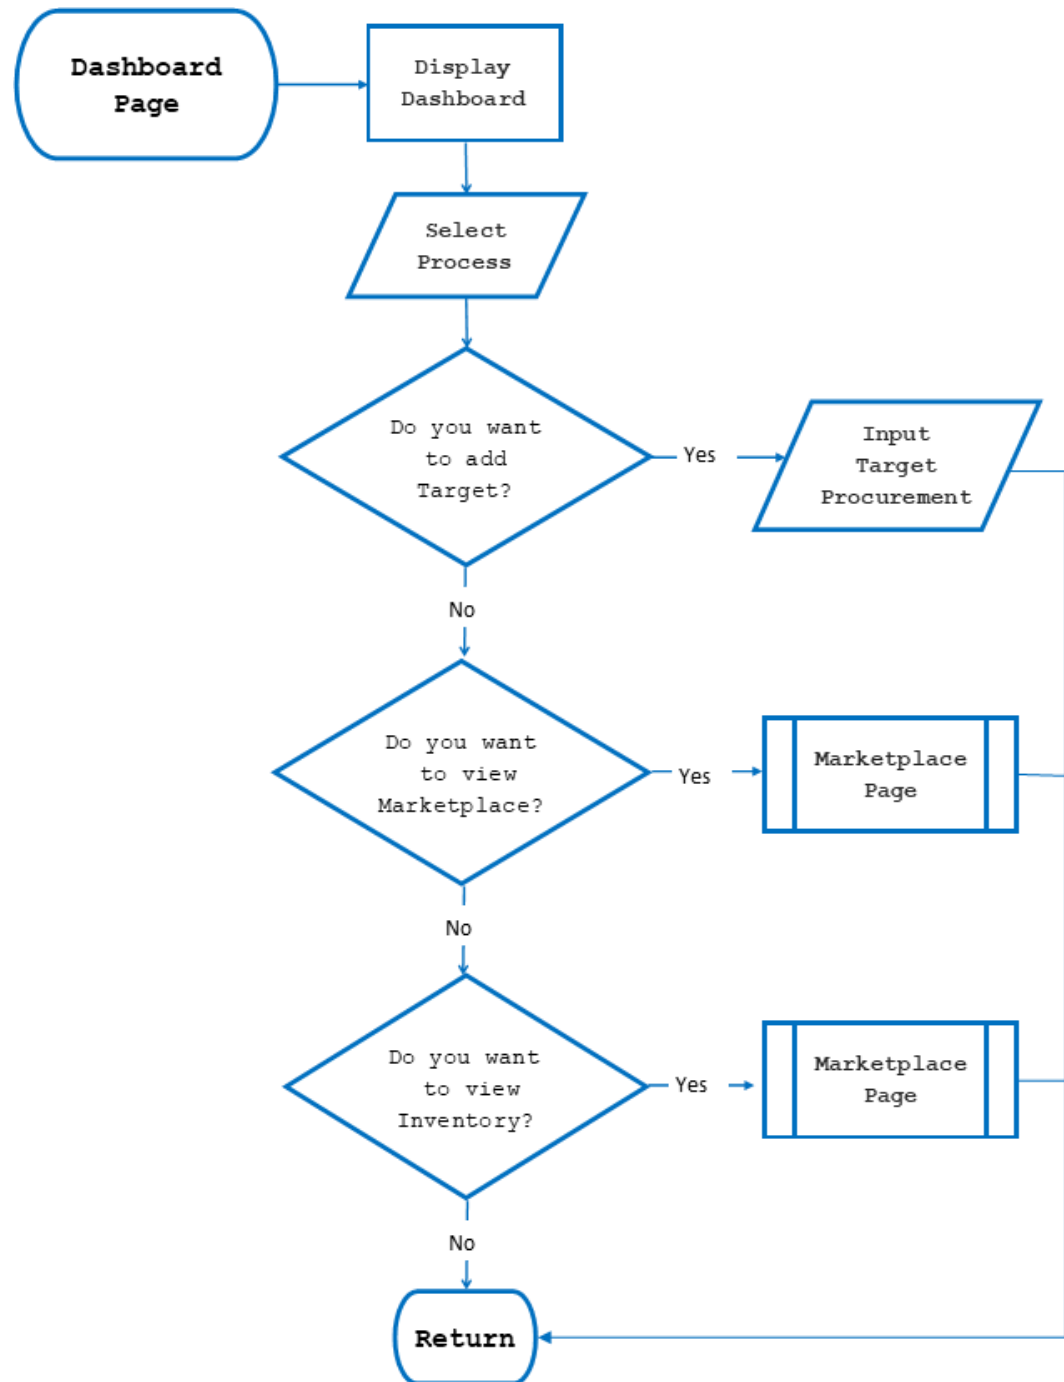 Dashboard
Page
Display
Dashboard
Select
Process
Do you want
to add
Target?
Yes
Input
Target
Procurement
No
Do you want
to view
Marketplace?
Yes
Marketplace
Page
No
Do you want
to view
Inventory?
Yes
Marketplace
Page
No
Return